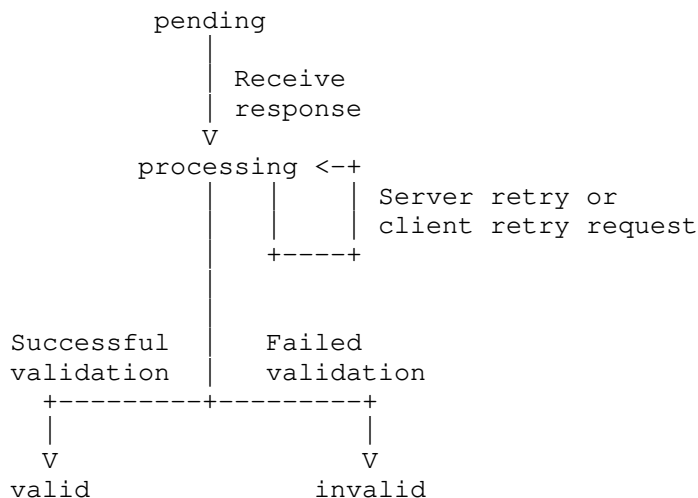 pending
Receive
response
V
processing <-+
Server retry or
client retry request
+----+
Successful Failed
validation validation
+---------+---------+
V V
valid invalid